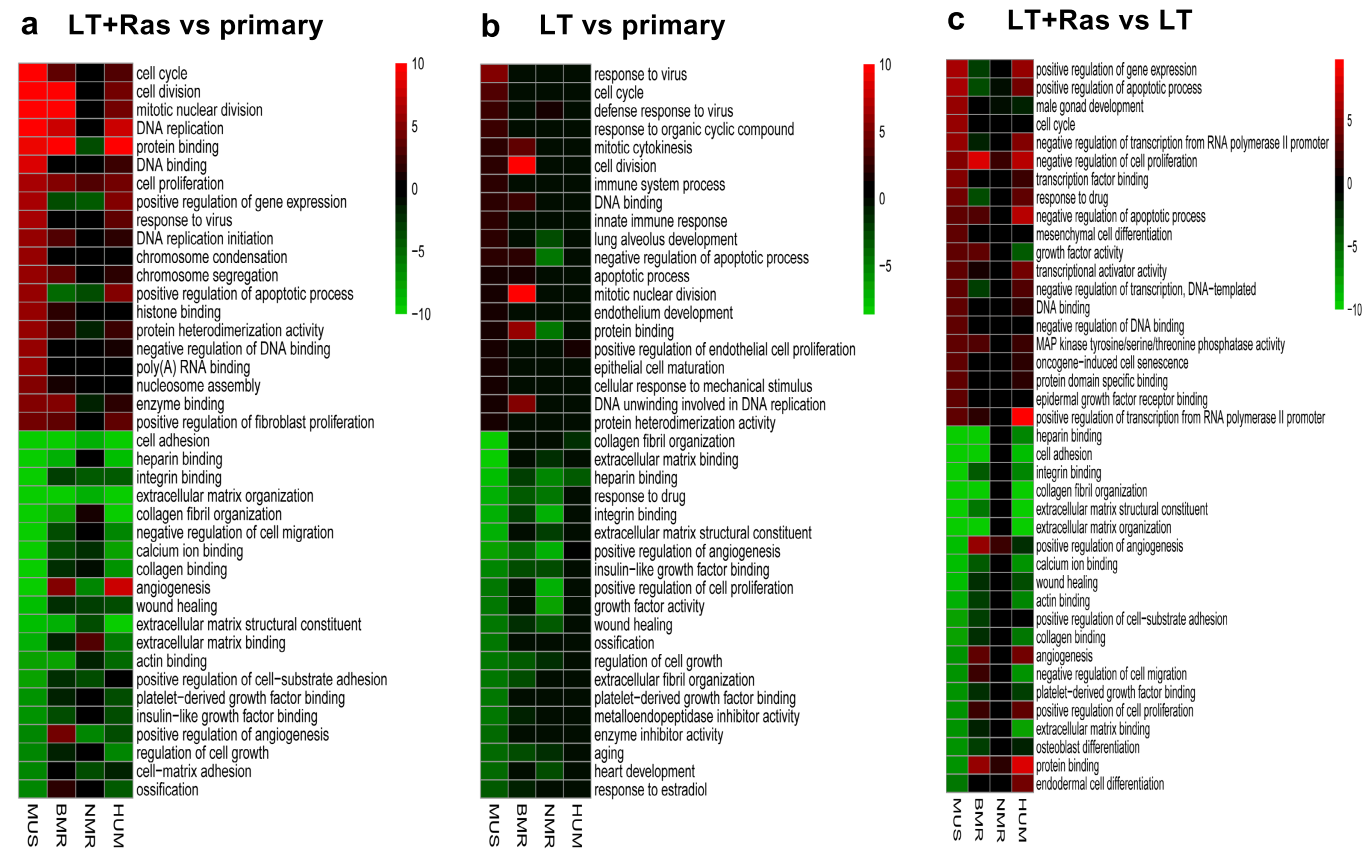 a LT+Ras vs primary
cell cycle
cell division
mitotic nuclear division
DNA replication
protein binding
DNA binding
cell proliferation
positive regulation of gene expression
response to virus
DNA replication initiation
chromosome condensation
chromosome segregation
positive regulation of apoptotic process
histone binding
protein heterodimerization activity
negative regulation of DNA binding
poly(A) RNA binding
nucleosome assembly
enzyme binding
positive regulation of fibroblast proliferation
cell adhesion
heparin binding
integrin binding
extracellular matrix organization
collagen fibril organization
negative regulation of cell migration
calcium ion binding
collagen binding
angiogenesis
wound healing
extracellular matrix structural constituent
extracellular matrix binding
actin binding
positive regulation of cell−substrate adhesion
platelet−derived growth factor binding
insulin−like growth factor binding
positive regulation of angiogenesis
regulation of cell growth
cell−matrix adhesion
ossification
MUS
BMR
NMR
HUM
10
5
0
−5
−10
b LT vs primary
response to virus
cell cycle
defense response to virus
response to organic cyclic compound
mitotic cytokinesis
cell division
immune system process
DNA binding
innate immune response
lung alveolus development
negative regulation of apoptotic process
apoptotic process
mitotic nuclear division
endothelium development
protein binding
positive regulation of endothelial cell proliferation
epithelial cell maturation
cellular response to mechanical stimulus
DNA unwinding involved in DNA replication
protein heterodimerization activity
collagen fibril organization
extracellular matrix binding
heparin binding
response to drug
integrin binding
extracellular matrix structural constituent
positive regulation of angiogenesis
insulin−like growth factor binding
positive regulation of cell proliferation
growth factor activity
wound healing
ossification
regulation of cell growth
extracellular fibril organization
platelet−derived growth factor binding
metalloendopeptidase inhibitor activity
enzyme inhibitor activity
aging
heart development
response to estradiol
MUS
BMR
NMR
HUM
10
5
0
−5
c LT+Ras vs LT
positive regulation of gene expression
positive regulation of apoptotic process
male gonad development
cell cycle
negative regulation of transcription from RNA polymerase II promoter
negative regulation of cell proliferation
transcription factor binding
response to drug
negative regulation of apoptotic process
mesenchymal cell differentiation
growth factor activity
transcriptional activator activity
negative regulation of transcription, DNA−templated
DNA binding
negative regulation of DNA binding
MAP kinase tyrosine/serine/threonine phosphatase activity
oncogene−induced cell senescence
protein domain specific binding
epidermal growth factor receptor binding
positive regulation of transcription from RNA polymerase II promoter
heparin binding
cell adhesion
integrin binding
collagen fibril organization
extracellular matrix structural constituent
extracellular matrix organization
positive regulation of angiogenesis
calcium ion binding
wound healing
actin binding
positive regulation of cell−substrate adhesion
collagen binding
angiogenesis
negative regulation of cell migration
platelet−derived growth factor binding
positive regulation of cell proliferation
extracellular matrix binding
osteoblast differentiation
protein binding
endodermal cell differentiation
MUS
BMR
NMR
HUM
5
0
−5
−10